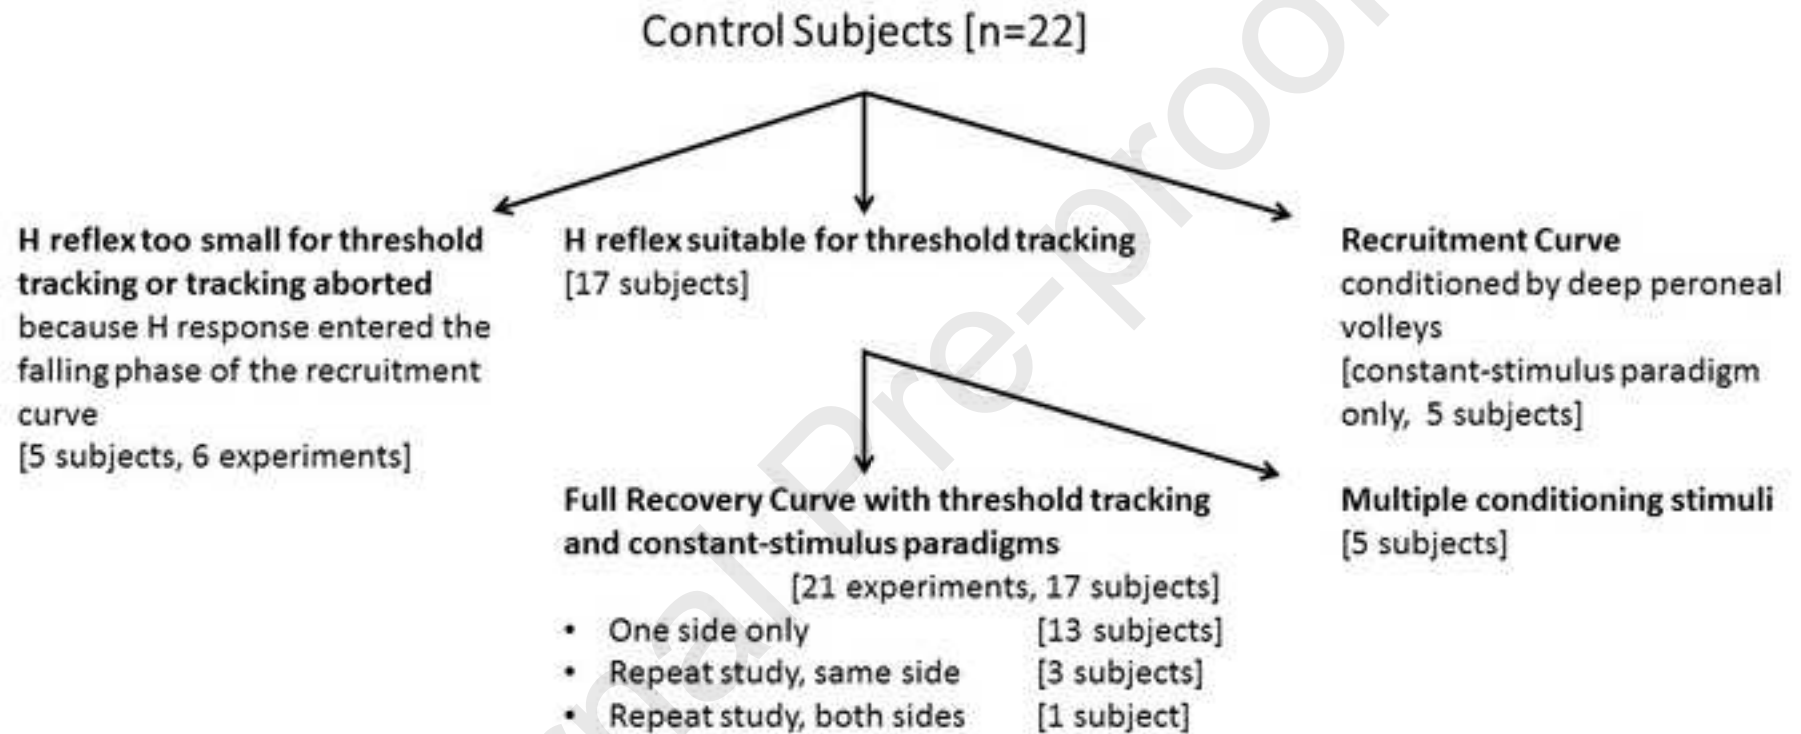 Control Subjects [n=22]
H reflex too small for threshold
tracking or tracking aborted
because H response entered the
falling phase of the recruitment
curve
[5 subjects, 6 experiments]
H reflex suitable for threshold tracking
[17 subjects]
Recruitment Curve
conditioned by deep peroneal
volleys
[constant-stimulus paradigm
only, 5 subjects]
Full Recovery Curve with threshold tracking
and constant-stimulus paradigms
[21 experiments, 17 subjects]
• One side only [13 subjects]
• Repeat study, same side [3 subjects]
• Repeat study, both sides [1 subject]
Multiple conditioning stimuli
[5 subjects]
rnal Pre-proof